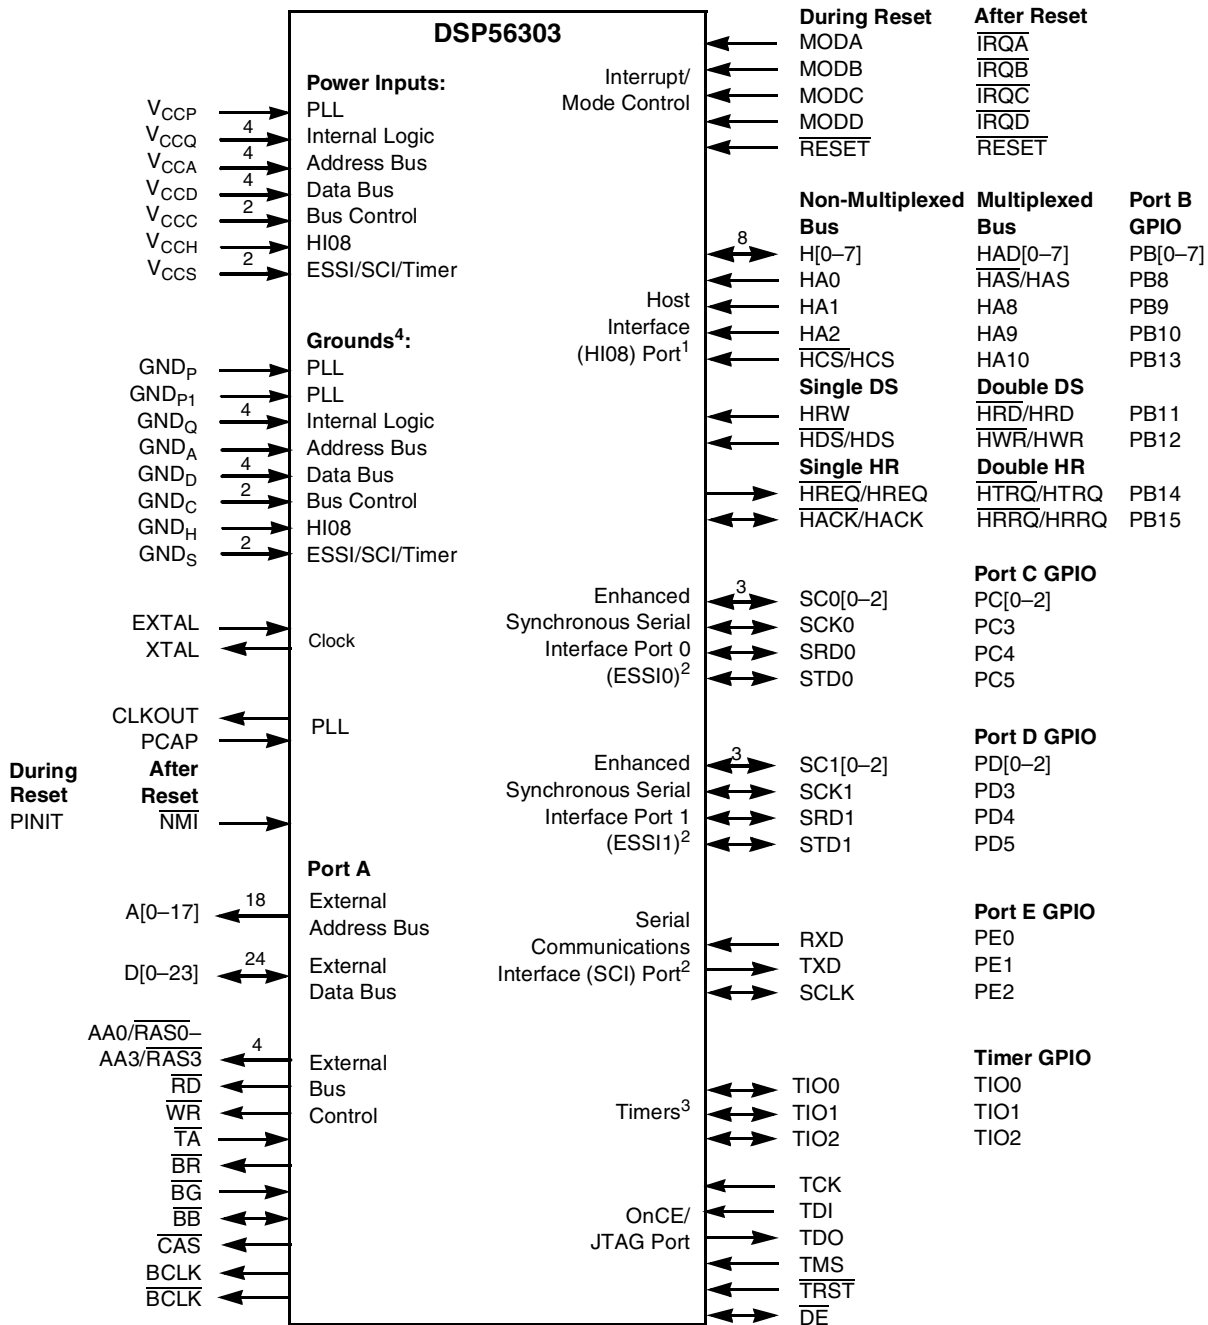 DSP56303
During Reset After Reset
MODA IRQA
MODB IRQB
MODC IRQC
MODD IRQD
RESET RESET
Interrupt/
Mode Control
Power Inputs:
VCCP PLL
VCCQ 4 Internal Logic
VCCA 4 Address Bus
VCCD 4 Data Bus
VCCC 2 Bus Control
VCCH HI08
VCCS 2 ESSI/SCI/Timer
Grounds4:
GNDP PLL
GNDP1 PLL
GNDQ 4 Internal Logic
GNDA Address Bus
GNDD 4 Data Bus
GNDC 2 Bus Control
GNDH HI08
GNDS 2 ESSI/SCI/Timer
Non-Multiplexed Multiplexed Port B
Bus Bus GPIO
8 H[0–7] HAD[0–7] PB[0–7]
HA0 HAS/HAS PB8
HA1 HA8 PB9
HA2 HA9 PB10
HCS/HCS HA10 PB13
Single DS Double DS
HRW HRD/HRD PB11
HDS/HDS HWR/HWR PB12
Single HR Double HR
HREQ/HREQ HTRQ/HTRQ PB14
HACK/HACK HRRQ/HRRQ PB15
Host
Interface
(HI08) Port1
EXTAL
XTAL
Clock
CLKOUT
PCAP
PLL
During After
Reset Reset
PINIT NMI
Port C GPIO
3 SC0[0–2] PC[0–2]
SCK0 PC3
SRD0 PC4
STD0 PC5
Enhanced
Synchronous Serial
Interface Port 0
(ESSI0)2
Port D GPIO
3 SC1[0–2] PD[0–2]
SCK1 PD3
SRD1 PD4
STD1 PD5
Enhanced
Synchronous Serial
Interface Port 1
(ESSI1)2
Port A
A[0–17] 18 External
Address Bus
D[0–23] 24 External
Data Bus
AA0/RAS0–
AA3/RAS3 4
RD
WR
TA
BR
BG
BB
CAS
BCLK
BCLK
External
Bus
Control
Port E GPIO
RXD PE0
TXD PE1
SCLK PE2
Serial
Communications
Interface (SCI) Port2
Timer GPIO
TIO0 TIO0
Timers3 TIO1 TIO1
TIO2 TIO2
OnCE/
JTAG Port
TCK
TDI
TDO
TMS
TRST
DE